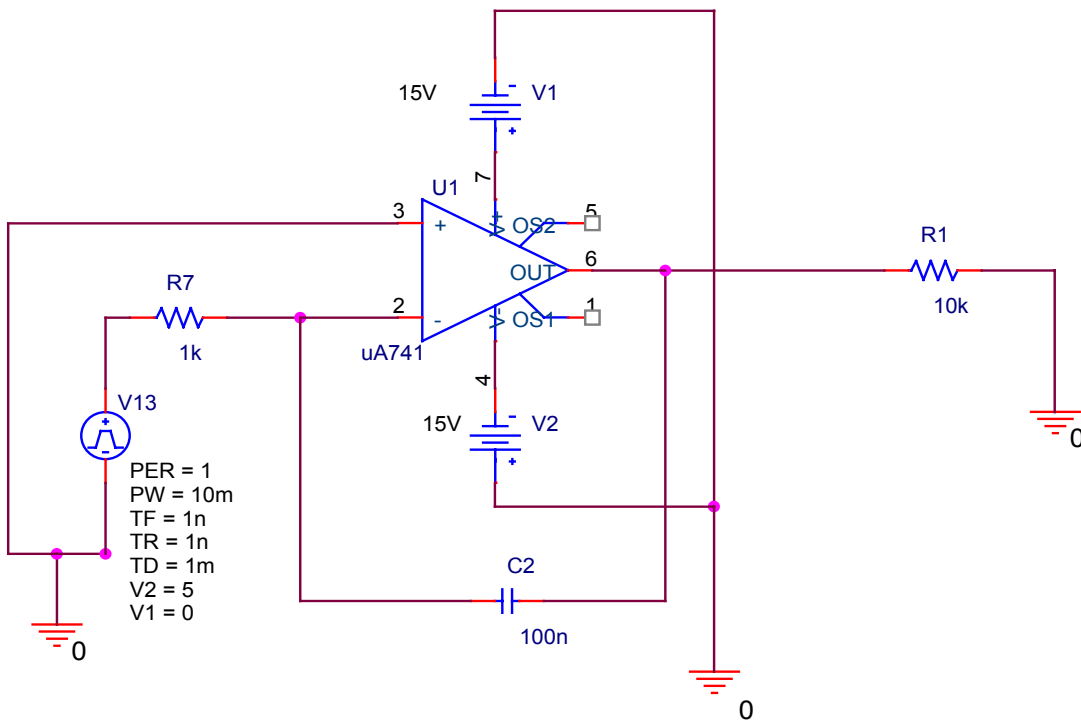 15V
-
V1
+
7
U1
3
+
V+
OS2
5
R7
OUT
6
R1
10k
2
-
V-
OS1
1
1k
uA741
4
V13
+
-
15V
-
V2
+
PER = 1
PW = 10m
TF = 1n
TR = 1n
TD = 1m
V2 = 5
V1 = 0
0
C2
100n
0
0